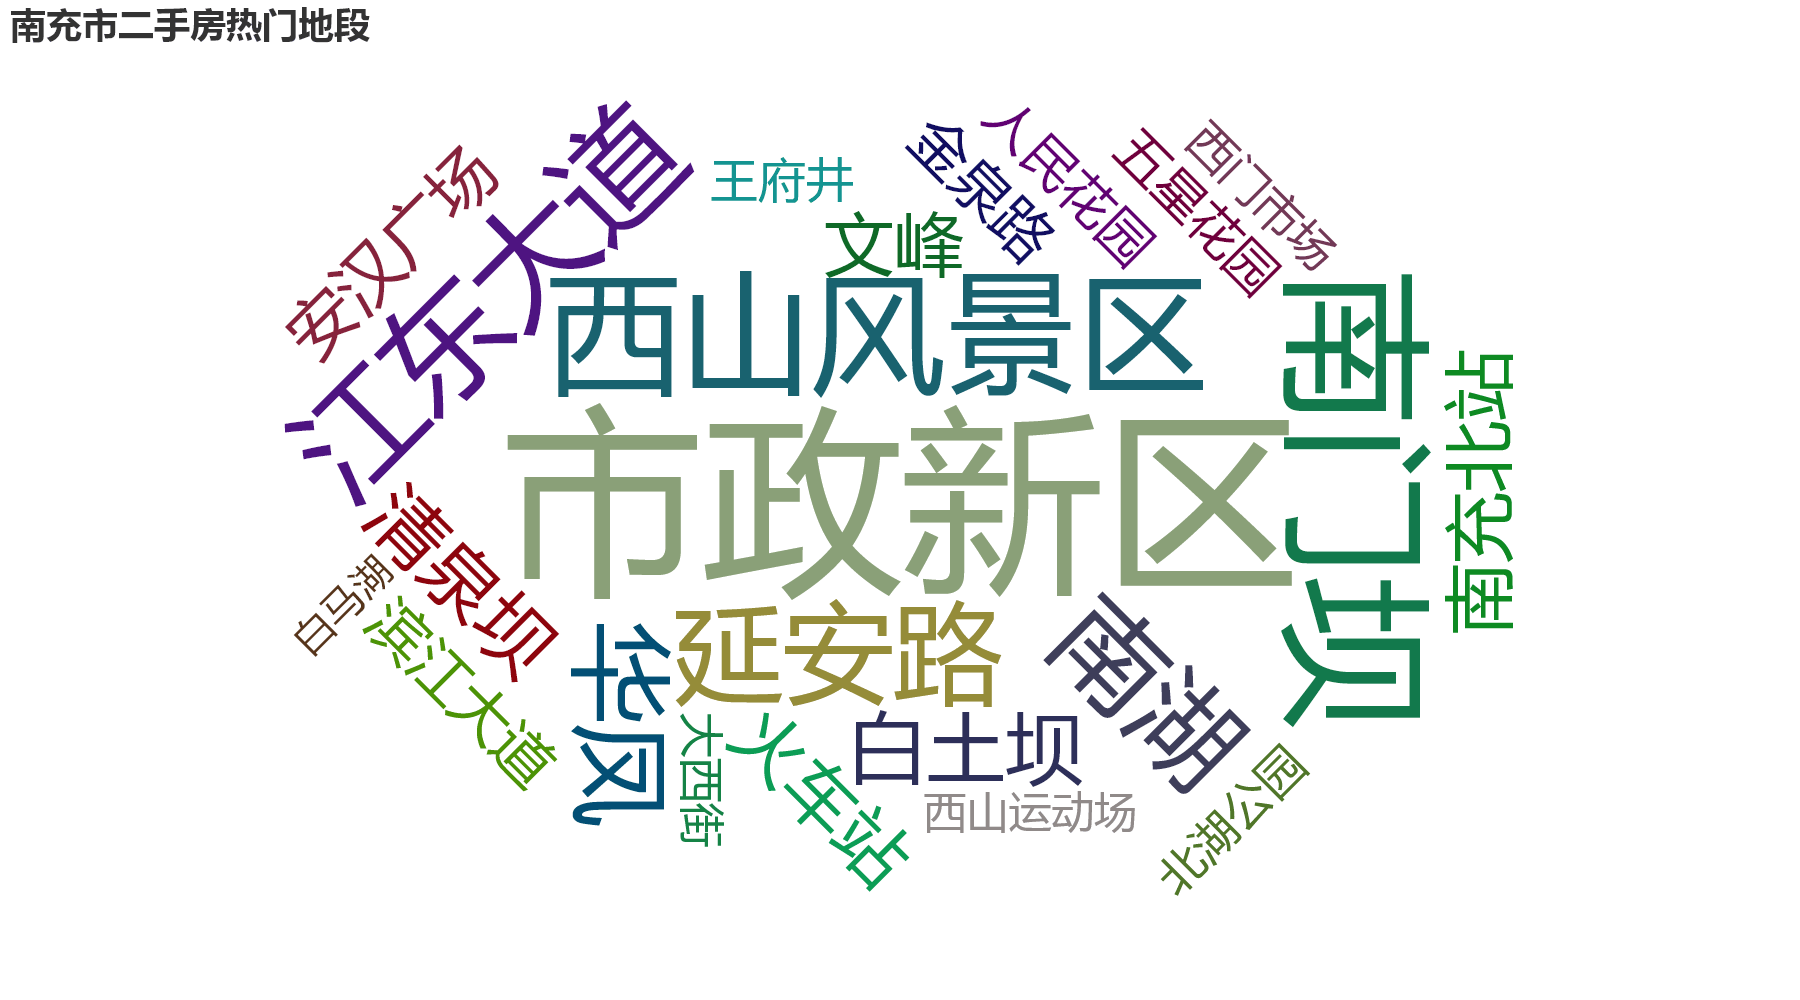 南充市二手房热门地段
安汉广场
江东大道
王府井
文峰
金泉路
人民花园
五星花园
西门市场
西山风景区
市政新区
南门坝
南充北站
清泉坝
白马湖
滨江大道
华凤
延安路
南湖
大西街
火车站
白土坝
西山运动场
北湖公园